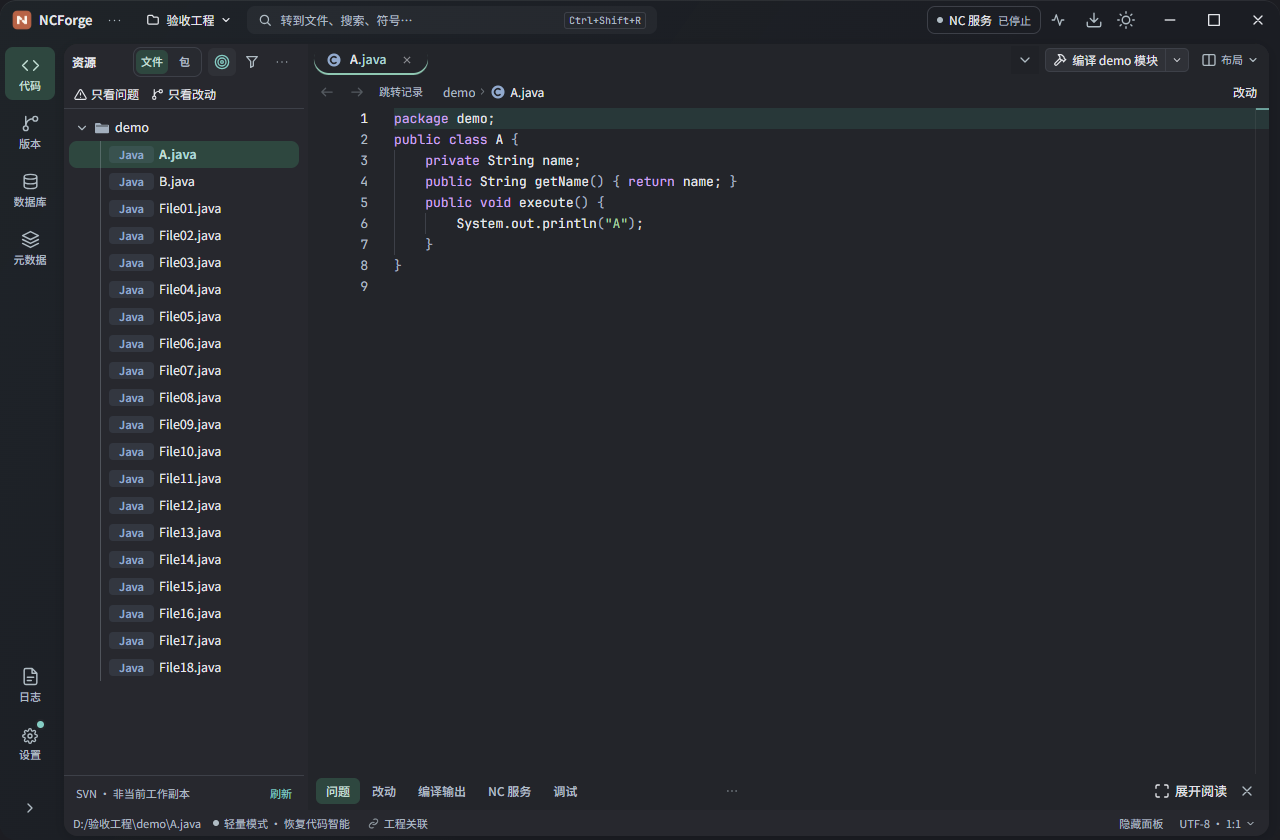 NCForge ··· 验收工程 转到文件、搜索、符号··· Ctrl+Shift+R NC 服务 已停止
代码
版本
数据库
元数据
日志
设置
资源 文件 包 ···
只看问题 只看改动
demo
Java A.java
Java B.java
Java File01.java
Java File02.java
Java File03.java
Java File04.java
Java File05.java
Java File06.java
Java File07.java
Java File08.java
Java File09.java
Java File10.java
Java File11.java
Java File12.java
Java File13.java
Java File14.java
Java File15.java
Java File16.java
Java File17.java
Java File18.java
SVN · 非当前工作副本 刷新
A.java × 编译 demo 模块 布局
← → 跳转记录 demo › A.java 改动
1 package demo;
2 public class A {
3     private String name;
4     public String getName() { return name; }
5     public void execute() {
6         System.out.println("A");
7     }
8 }
9
问题 改动 编译输出 NC 服务 调试 ··· 展开阅读
D:/验收工程\demo\A.java 轻量模式 · 恢复代码智能 工程关联 隐藏面板 UTF-8 · 1:1